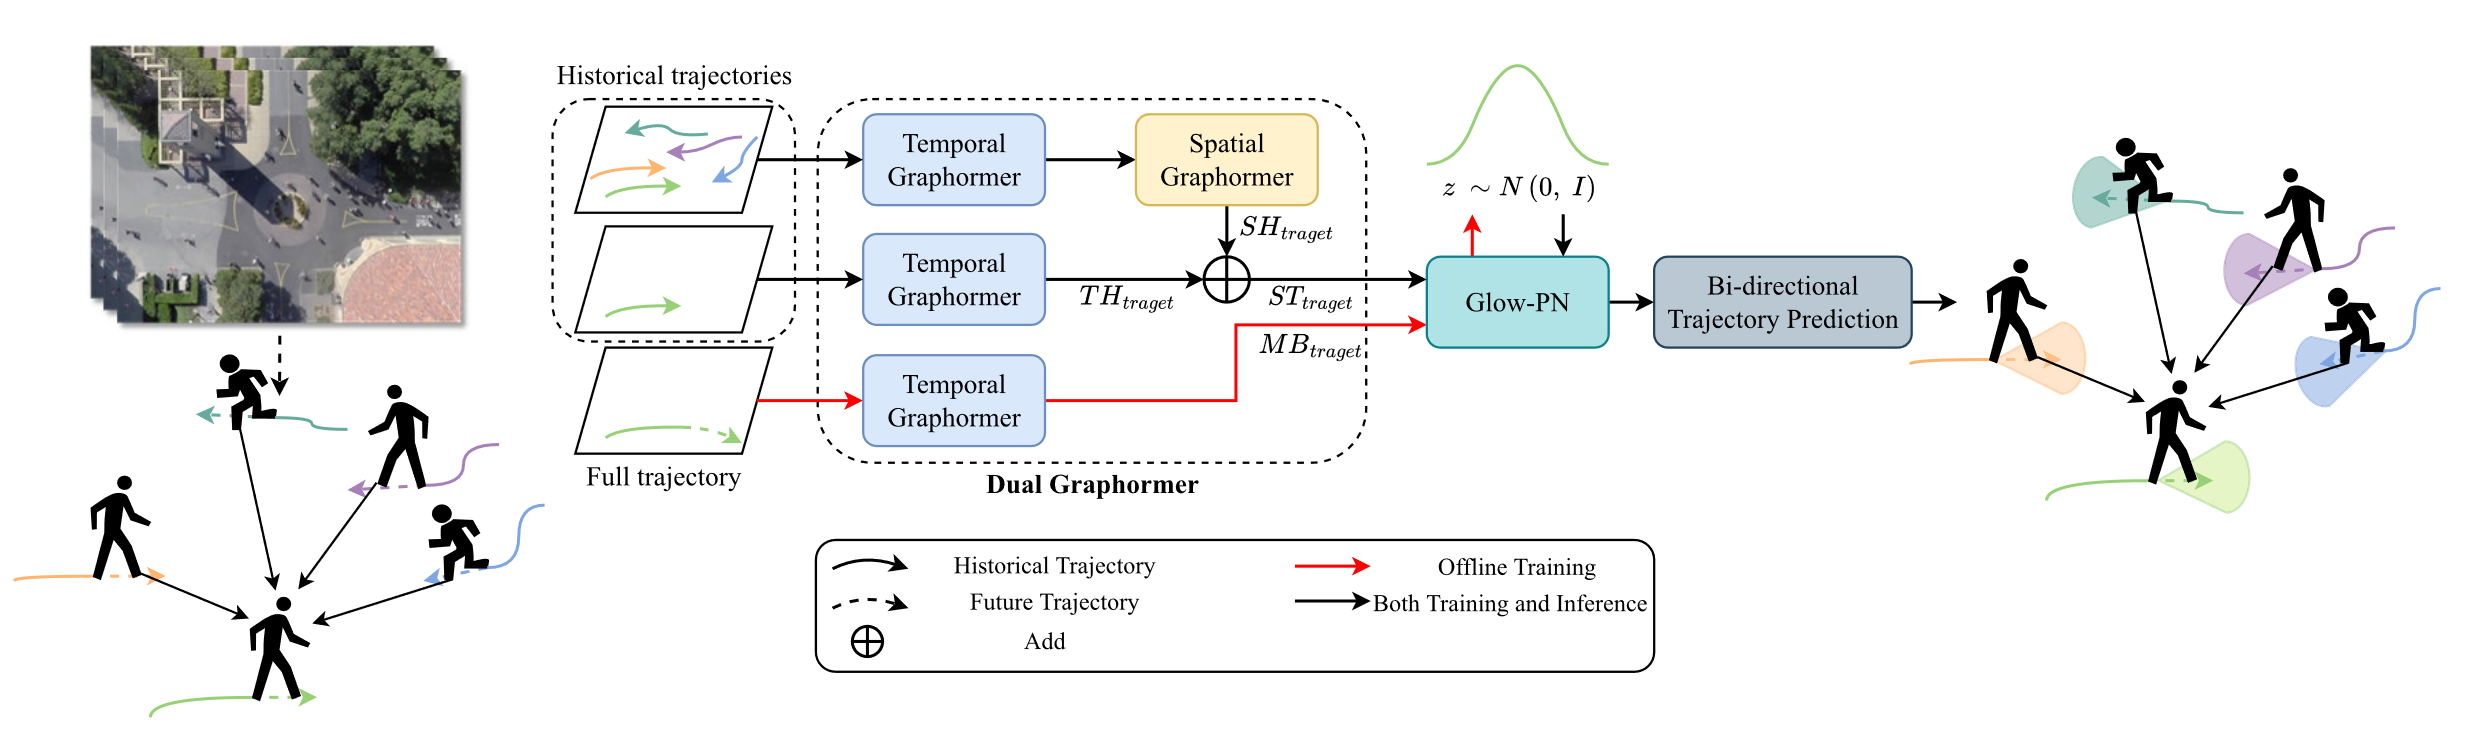 Historical trajectories
Temporal
Graphormer
Spatial
Graphormer
z ∼ N (0, I)
SH_{traget}
Temporal
Graphormer
TH_{traget}
ST_{traget}
Glow-PN
Bi-directional
Trajectory Prediction
MB_{traget}
Temporal
Graphormer
Full trajectory
Dual Graphormer
Historical Trajectory
Offline Training
Future Trajectory
Both Training and Inference
Add